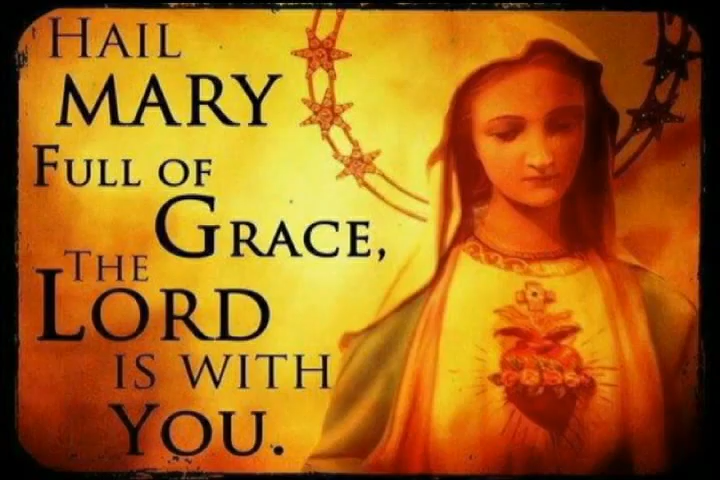 HAIL
MARY
FULL OF
GRACE,
THE
LORD
IS WITH
YOU.